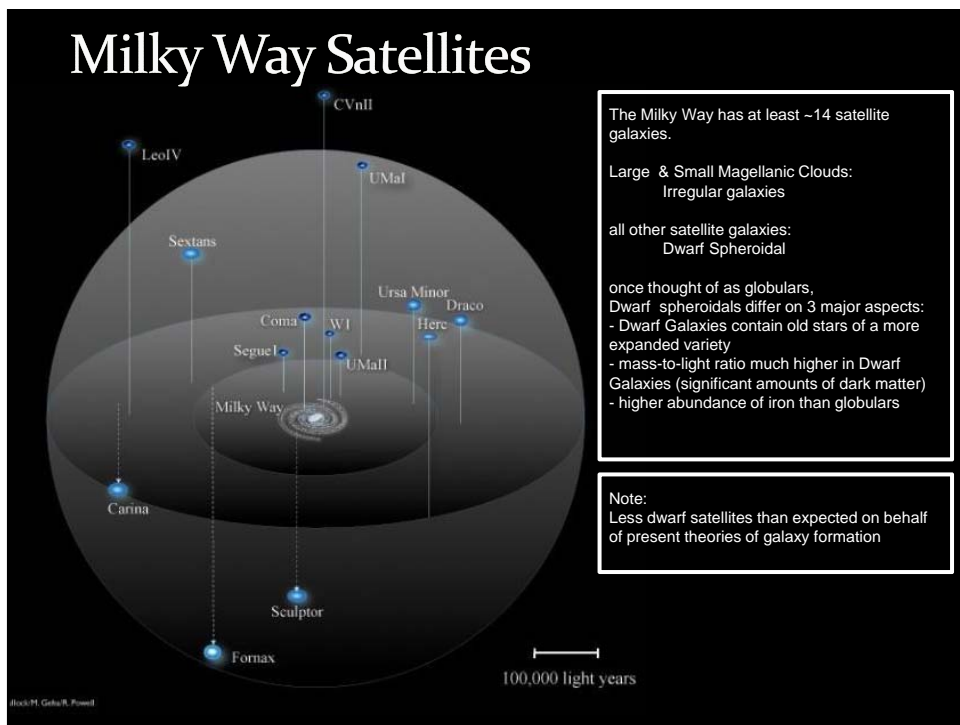 Milky Way Satellites
CVnII
LeoIV
UMaI
Sextans
Ursa Minor
Draco
Coma
W1
Herc
SegueI
UMaII
Milky Way
Carina
Sculptor
Fornax
100,000 light years
/M. Geha/R. Powell
The Milky Way has at least ~14 satellite
galaxies.
Large & Small Magellanic Clouds:
Irregular galaxies
all other satellite galaxies:
Dwarf Spheroidal
once thought of as globulars,
Dwarf spheroidals differ on 3 major aspects:
- Dwarf Galaxies contain old stars of a more
expanded variety
- mass-to-light ratio much higher in Dwarf
Galaxies (significant amounts of dark matter)
- higher abundance of iron than globulars
Note:
Less dwarf satellites than expected on behalf
of present theories of galaxy formation